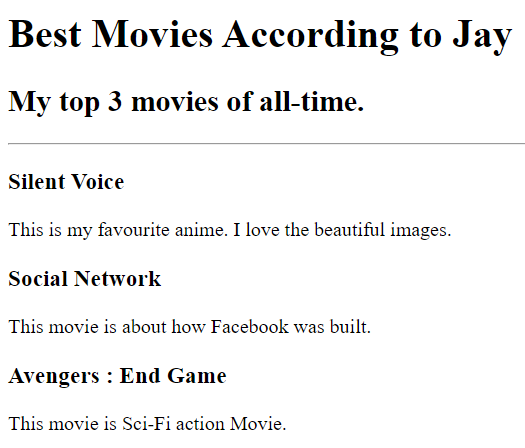 Best Movies According to Jay
My top 3 movies of all-time.
Silent Voice
This is my favourite anime. I love the beautiful images.
Social Network
This movie is about how Facebook was built.
Avengers : End Game
This movie is Sci-Fi action Movie.